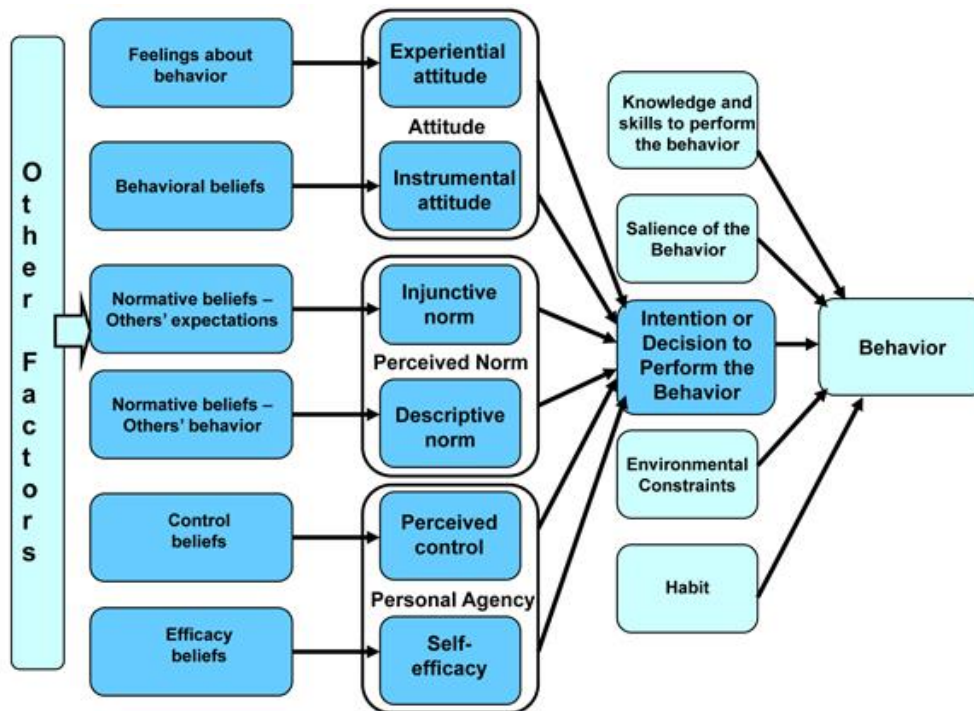 Other Factors
Feelings about
behavior
Behavioral beliefs
Normative beliefs –
Others' expectations
Normative beliefs –
Others' behavior
Control
beliefs
Efficacy
beliefs
Experiential
attitude
Attitude
Instrumental
attitude
Injunctive
norm
Perceived Norm
Descriptive
norm
Perceived
control
Personal Agency
Self-
efficacy
Intention or
Decision to
Perform the
Behavior
Knowledge and
skills to perform
the behavior
Salience of the
Behavior
Environmental
Constraints
Habit
Behavior